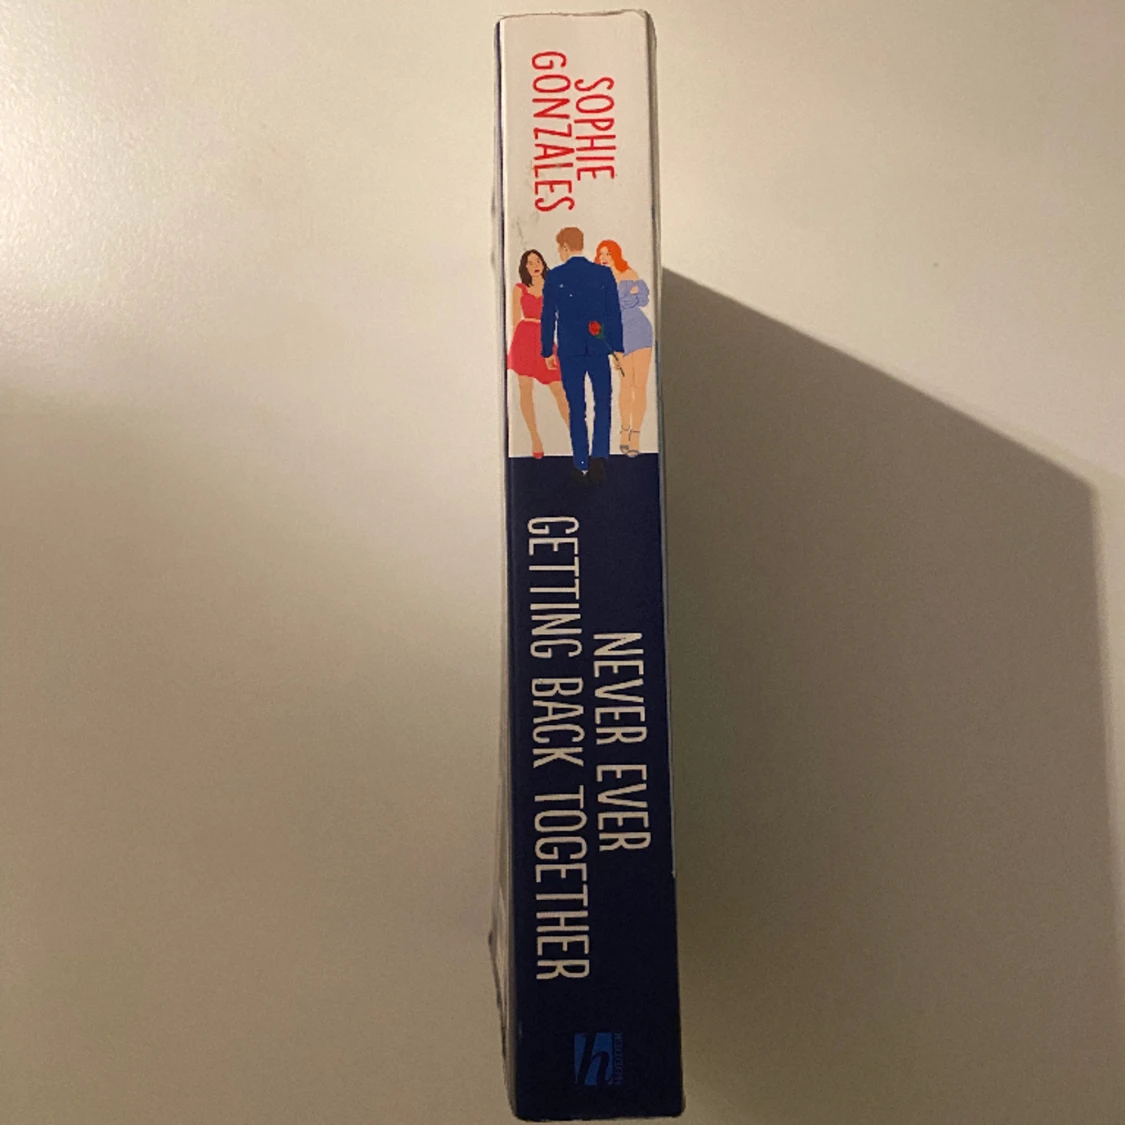 SOPHIE
GONZALES
NEVER EVER
GETTING BACK TOGETHER
h